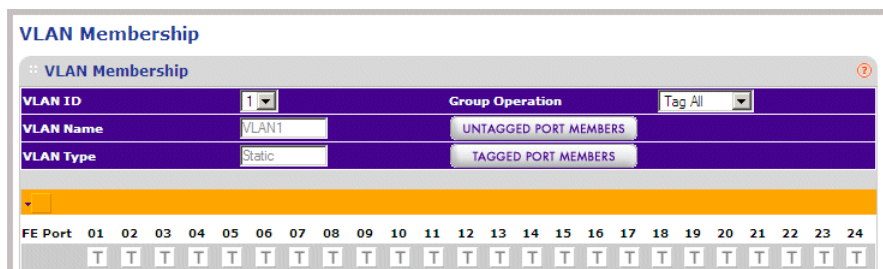 VLAN Membership
VLAN Membership ?
VLAN ID 1 Group Operation Tag All
VLAN Name VLAN1 UNTAGGED PORT MEMBERS
VLAN Type Static TAGGED PORT MEMBERS
FE Port 01 02 03 04 05 06 07 08 09 10 11 12 13 14 15 16 17 18 19 20 21 22 23 24
T T T T T T T T T T T T T T T T T T T T T T T T